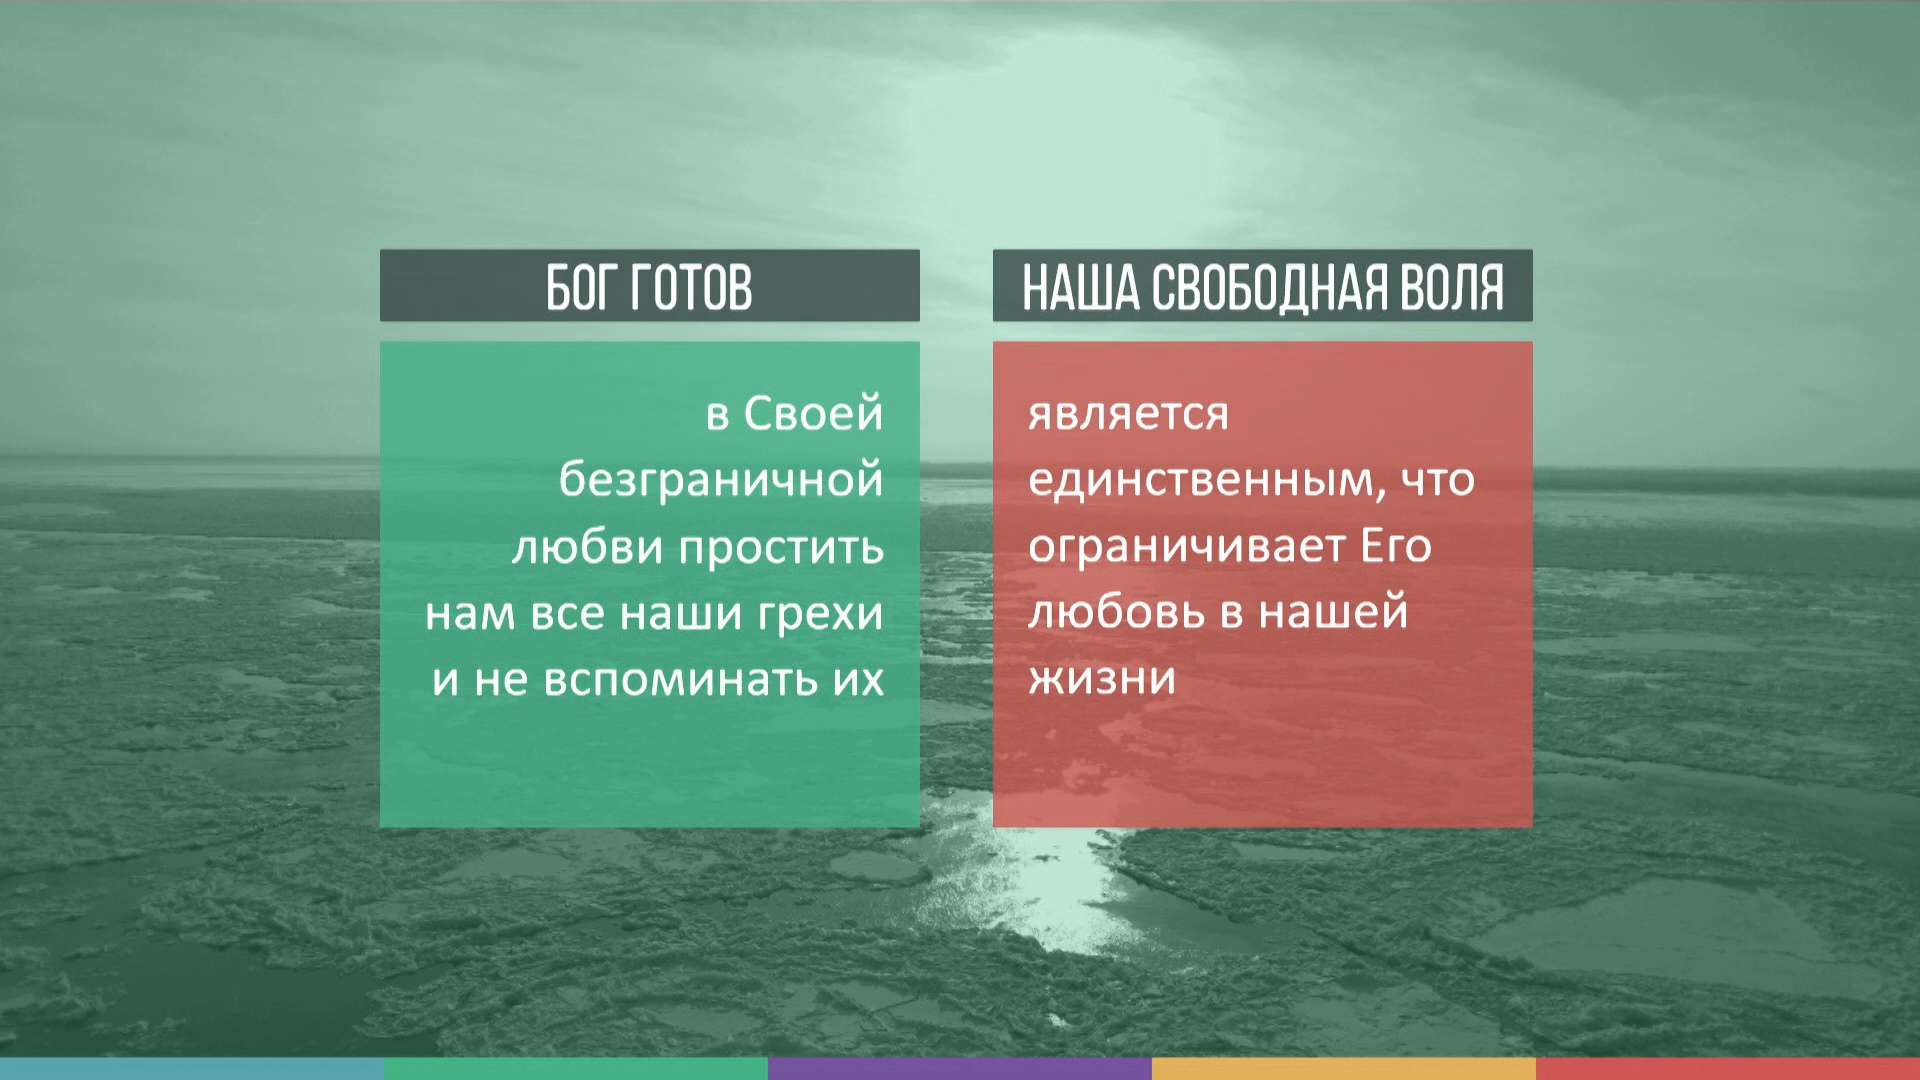 БОГ ГОТОВ
в Своей
безграничной
любви простить
нам все наши грехи
и не вспоминать их
НАША СВОБОДНАЯ ВОЛЯ
является
единственным, что
ограничивает Его
любовь в нашей
жизни